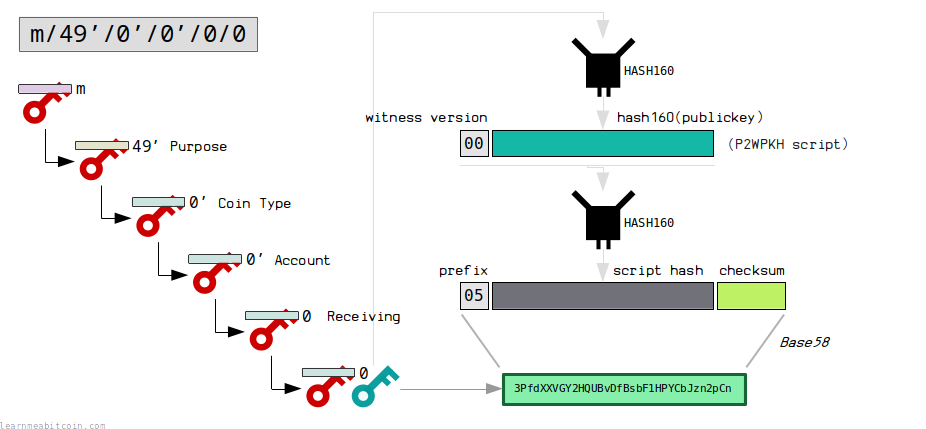 m/49’/0’/0’/0/0
m
49’ Purpose
0’ Coin Type
0’ Account
0 Receiving
0
HASH160
witness version
hash160(publickey)
00
(P2WPKH script)
HASH160
prefix
script hash
checksum
05
Base58
3PfdXXVGY2HQUBvDfBsbF1HPYCbJzn2pCn
learnmeabitcoin.com